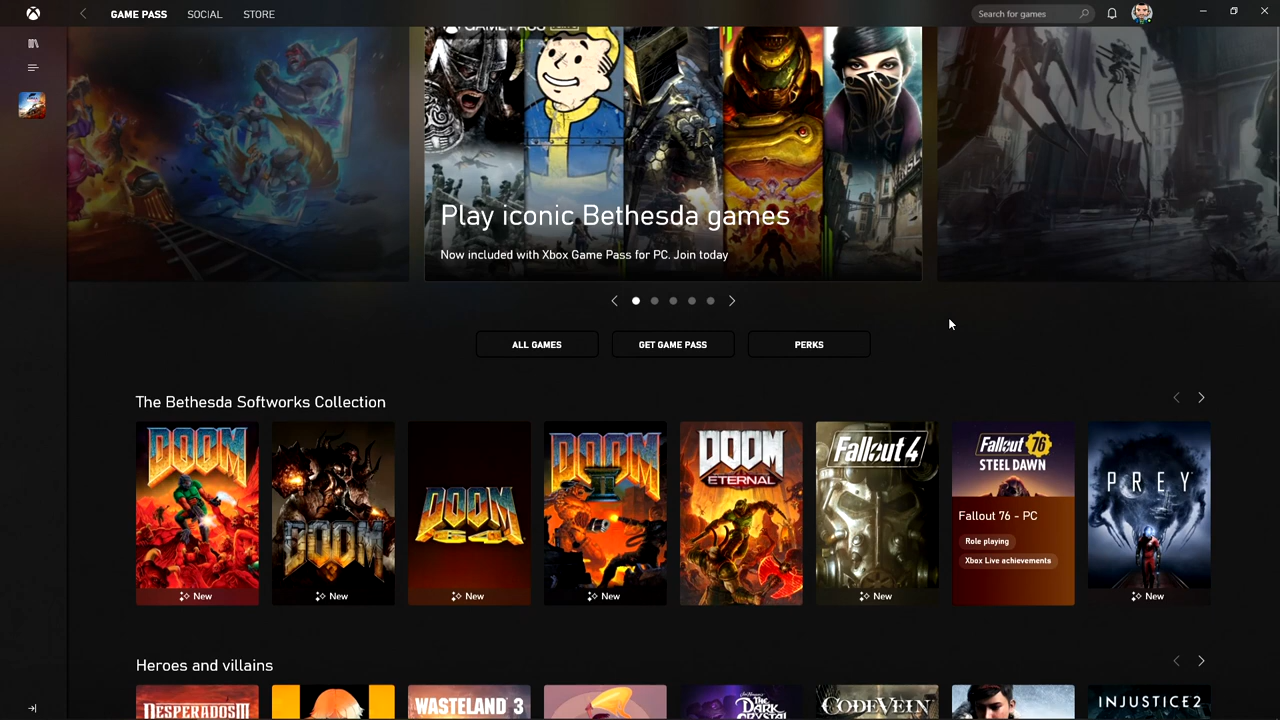 GAME PASS
SOCIAL
STORE
Search for games
Play iconic Bethesda games
Now included with Xbox Game Pass for PC. Join today
ALL GAMES
GET GAME PASS
PERKS
The Bethesda Softworks Collection
DOOM
New
DOOM
New
DOOM
64
New
DOOM
II
New
DOOM
ETERNAL
Fallout 4
New
Fallout 76
STEEL DAWN
Fallout 76 - PC
Role playing
Xbox Live achievements
PREY
New
Heroes and villains
DESPERADOS III
WASTELAND 3
THE DARK CRYSTAL
CODE VEIN
INJUSTICE 2